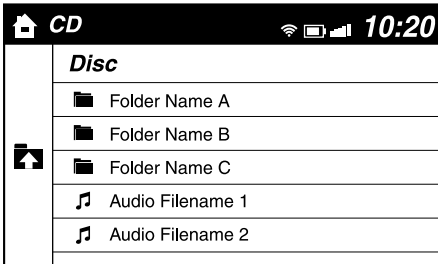 CD 10:20
Disc
Folder Name A
Folder Name B
Folder Name C
Audio Filename 1
Audio Filename 2